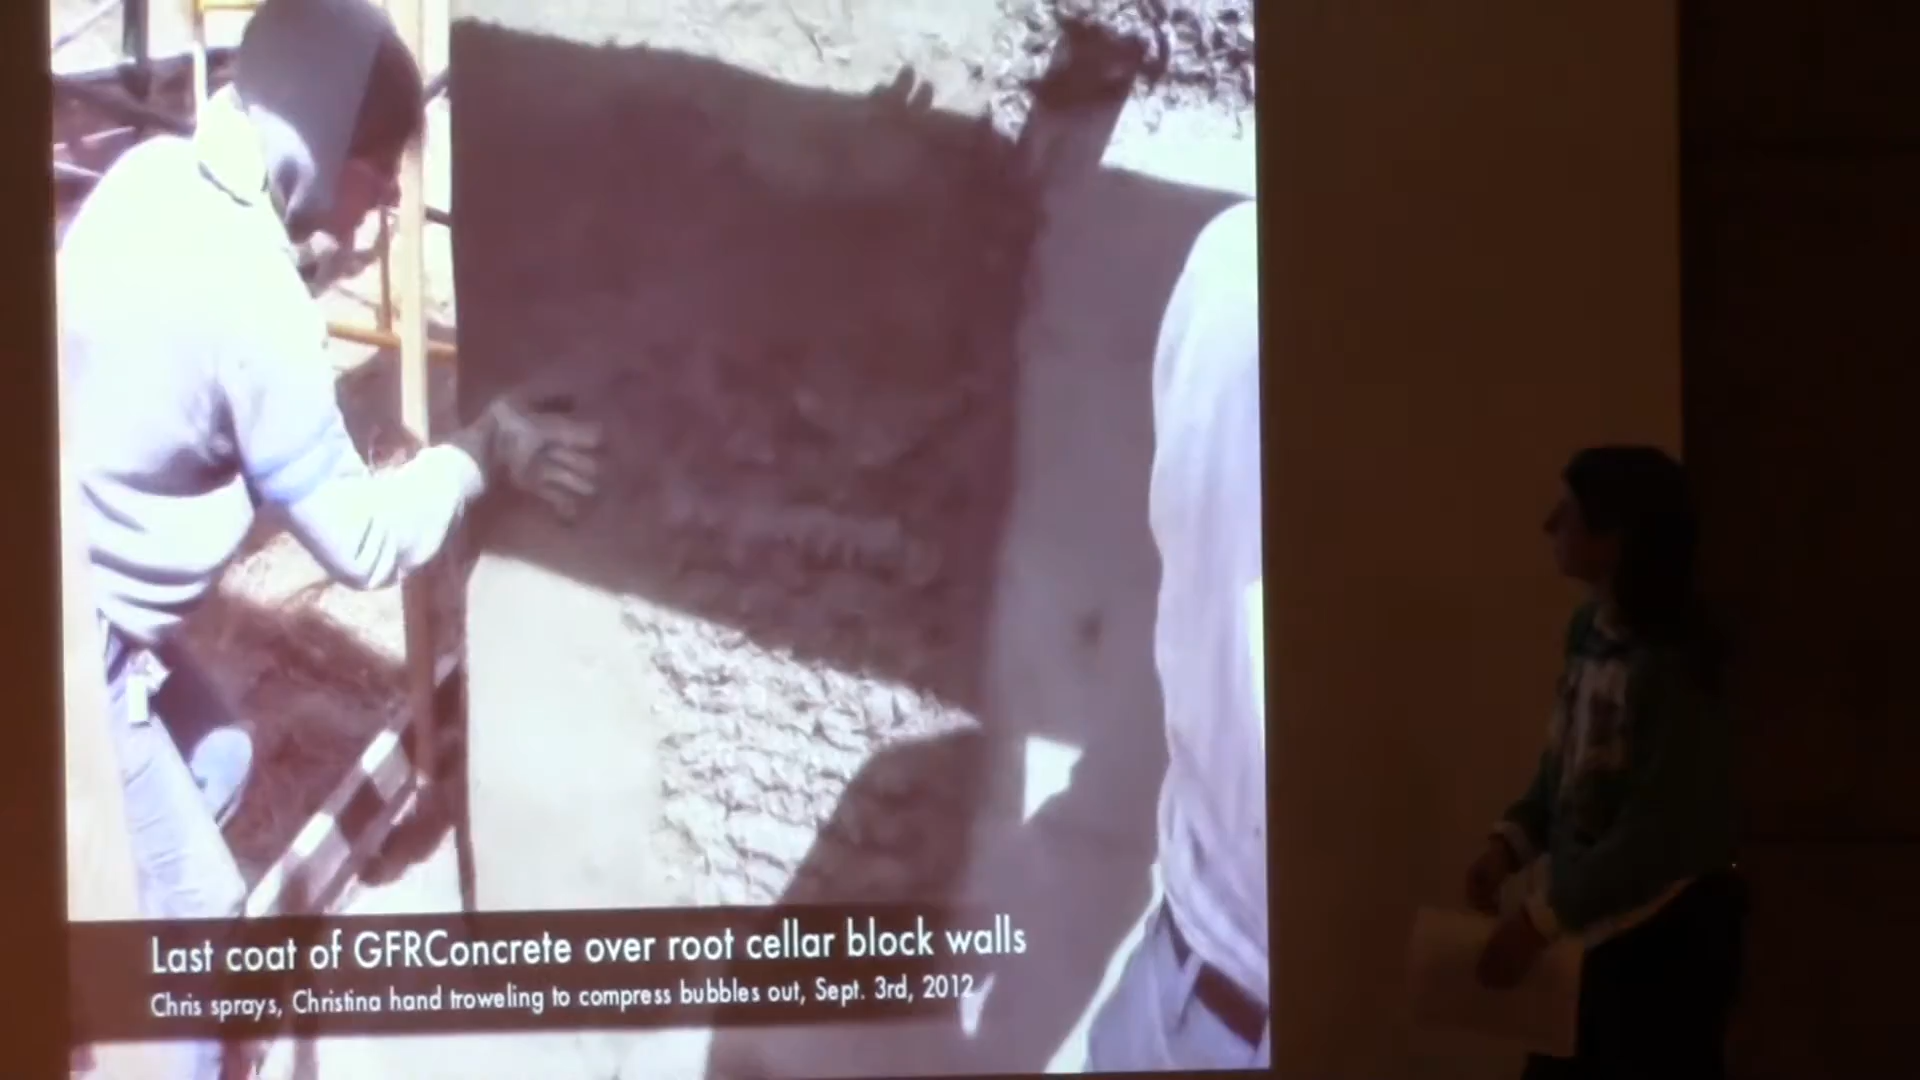 Last coat of GFRConcrete over root cellar block walls
Chris sprays, Christina hand troweling to compress bubbles out, Sept. 3rd, 2012